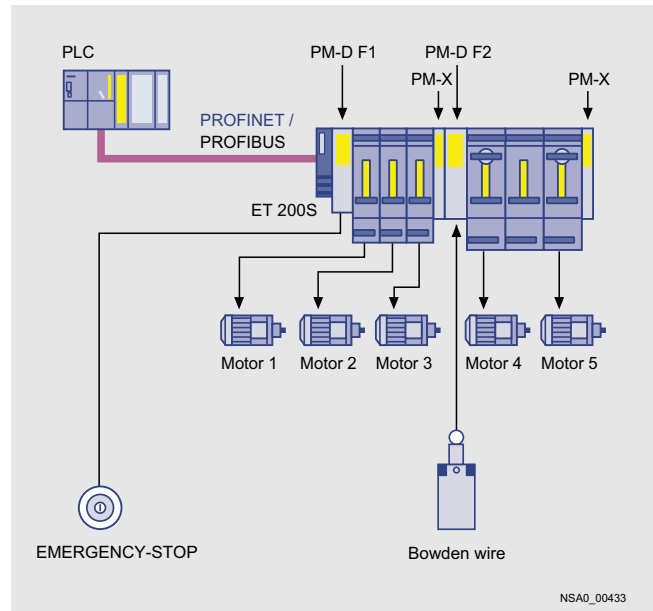 PLC
PM-D F1
PM-D F2
PM-X
PM-X
PROFINET /
PROFIBUS
ET 200S
Motor 1
Motor 2
Motor 3
Motor 4
Motor 5
EMERGENCY-STOP
Bowden wire
NSA0_00433